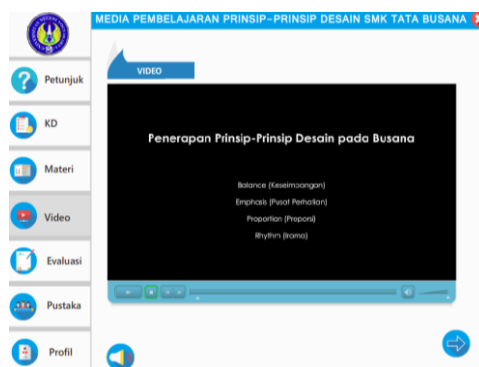 MEDIA PEMBELAJARAN PRINSIP-PRINSIP DESAIN SMK TATA BUSANA
Petunjuk
KD
Materi
Video
Evaluasi
Pustaka
Profil
VIDEO
Penerapan Prinsip-Prinsip Desain pada Busana
Balance (Keseimbangan)
Emphasis (Pusat Perhatian)
Proportion (Proporsi)
Rhythm (Irama)